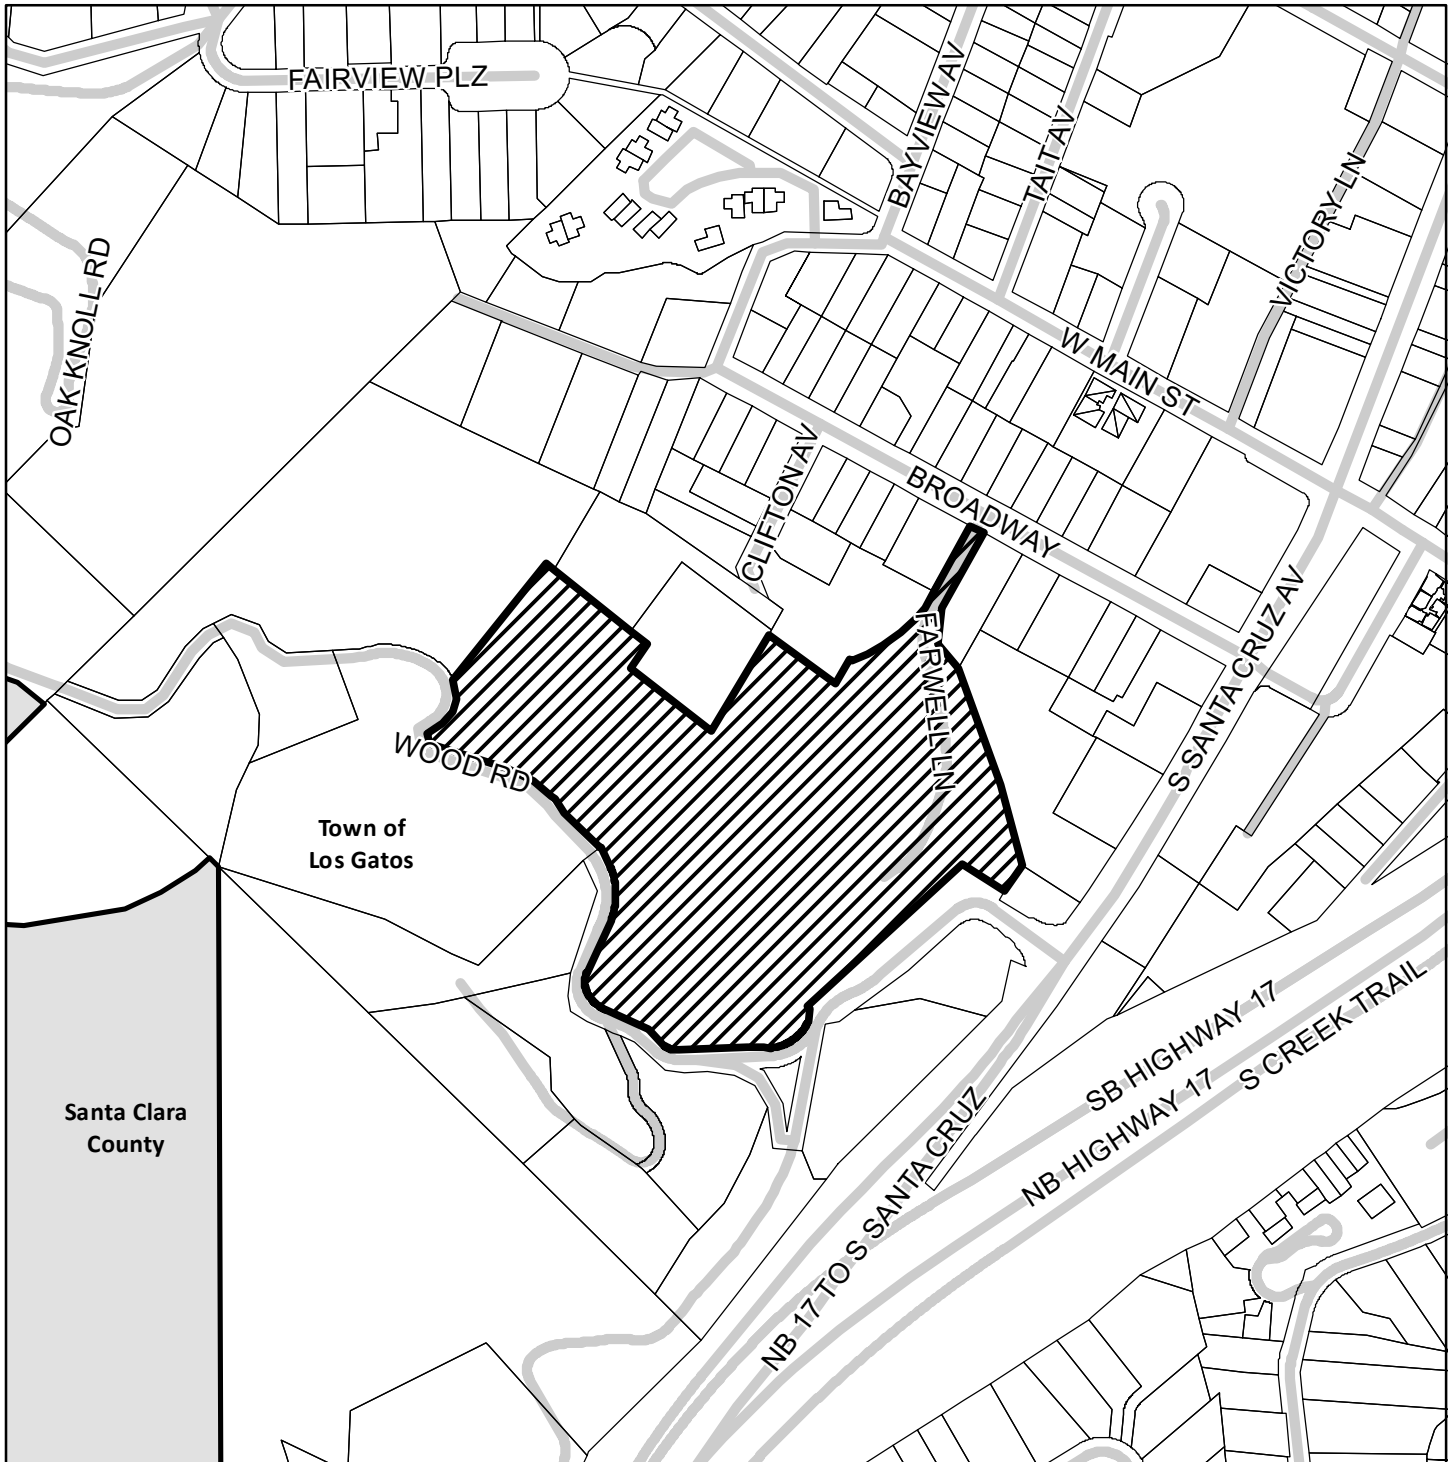 FAIRVIEW PLZ
BAYVIEW AV
TAIT AV
VICTORY LN
OAK KNOLL RD
W MAIN ST
CLIFTON AV
BROADWAY
FARWELL LN
S SANTA CRUZ AV
WOOD RD
Town of
Los Gatos
SB HIGHWAY 17
S CREEK TRAIL
NB HIGHWAY 17
Santa Clara
County
NB 17 TO S SANTA CRUZ